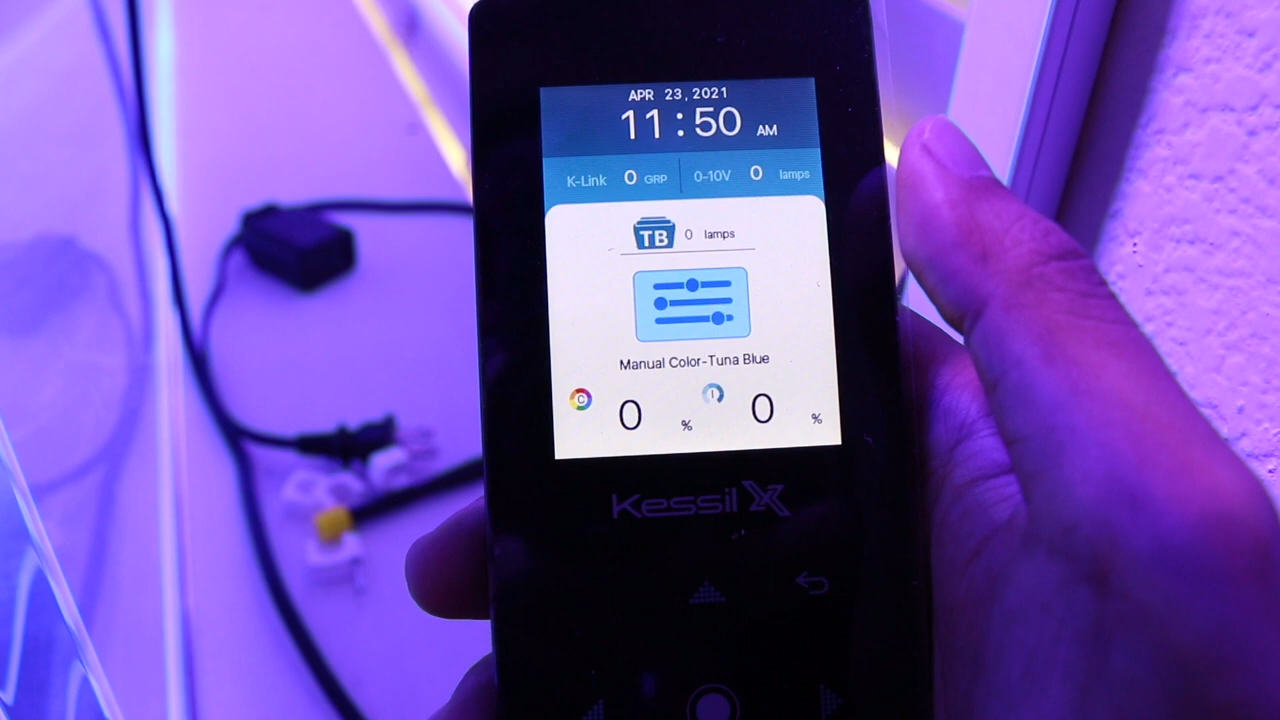 APR 23, 2021
11:50 AM
K-Link 0 GRP 0-10V 0 lamps
TB 0 lamps
Manual Color-Tuna Blue
C 0 % I 0 %
Kessil X